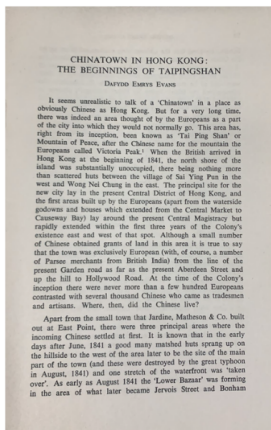 CHINATOWN IN HONG KONG:
THE BEGINNINGS OF TAIPINGSHAN
DAFYDD EMRYS EVANS
It seems unrealistic to talk of a 'Chinatown' in a place as
obviously Chinese as Hong Kong. But for a very long time,
there was indeed an area thought of by the Europeans as a part
of the city into which they would not normally go. This area has,
right from its inception, been known as 'Tai Ping Shan' or
Mountain of Peace, after the Chinese name for the mountain the
Europeans called Victoria Peak.¹ When the British arrived in
Hong Kong at the beginning of 1841, the north shore of the
island was substantially unoccupied, there being nothing more
than scattered huts between the village of Sai Ying Pun in the
west and Wong Nei Chung in the east. The principal site for the
new city lay in the present Central District of Hong Kong, and
the first areas built up by the Europeans (apart from the waterside
godowns and houses which extended from the Central Market to
Causeway Bay) lay around the present Central Magistracy but
rapidly extended within the first three years of the Colony's
existence east and west of that spot. Although a small number
of Chinese obtained grants of land in this area it is true to say
that the town was exclusively European (with, of course, a number
of Parsee merchants from British India) from the line of the
present Garden road as far as the present Aberdeen Street and
up the hill to Hollywood Road. At the time of the Colony's
inception there were never more than a few hundred Europeans
contrasted with several thousand Chinese who came as tradesmen
and artisans. Where, then, did the Chinese live?
Apart from the small town that Jardine, Matheson & Co. built
out at East Point, there were three principal areas where the
incoming Chinese settled at first. It is known that in the early
days after June, 1841 a good many matshed huts sprang up on
the hillside to the west of the area later to be the site of the main
part of the town (and these were destroyed by the great typhoon
in August, 1841) and one stretch of the waterfront was 'taken
over'. As early as August 1841 the 'Lower Bazaar' was forming
in the area of what later became Jervois Street and Bonham